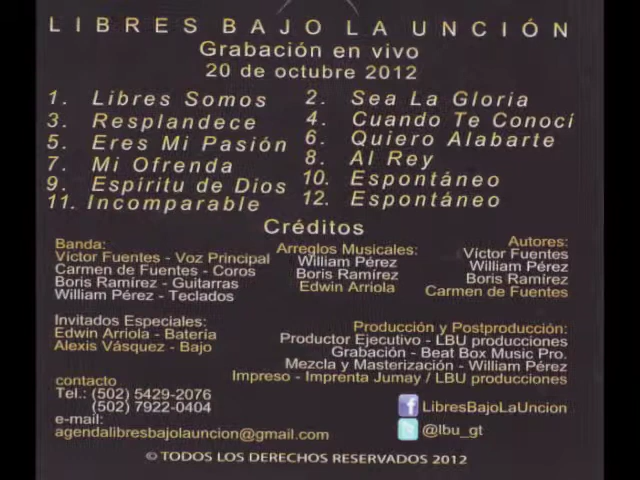 LIBRES BAJO LA UNCIÓN
Grabación en vivo
20 de octubre 2012
1. Libres Somos
2. Sea La Gloria
3. Resplandece
4. Cuando Te Conocí
5. Eres Mi Pasión
6. Quiero Alabarte
7. Mi Ofrenda
8. Al Rey
9. Espíritu de Dios
10. Espontáneo
11. Incomparable
12. Espontáneo
Créditos
Banda:
Víctor Fuentes - Voz Principal
Carmen de Fuentes - Coros
Boris Ramírez - Guitarras
William Pérez - Teclados
Arreglos Musicales:
William Pérez
Boris Ramírez
Edwin Arriola
Autores:
Víctor Fuentes
William Pérez
Boris Ramírez
Carmen de Fuentes
Invitados Especiales:
Edwin Arriola - Bateria
Alexis Vásquez - Bajo
Producción y Postproducción:
Productor Ejecutivo - LBU producciones
Grabación - Beat Box Music Pro.
Mezcla y Masterización - William Pérez
Impreso - Imprenta Jumay / LBU producciones
contacto
Tel.: (502) 5429-2076
(502) 7922-0404
e-mail:
agendalibresbajolauncion@gmail.com
f LibresBajoLaUncion
t @lbu_gt
© TODOS LOS DERECHOS RESERVADOS 2012